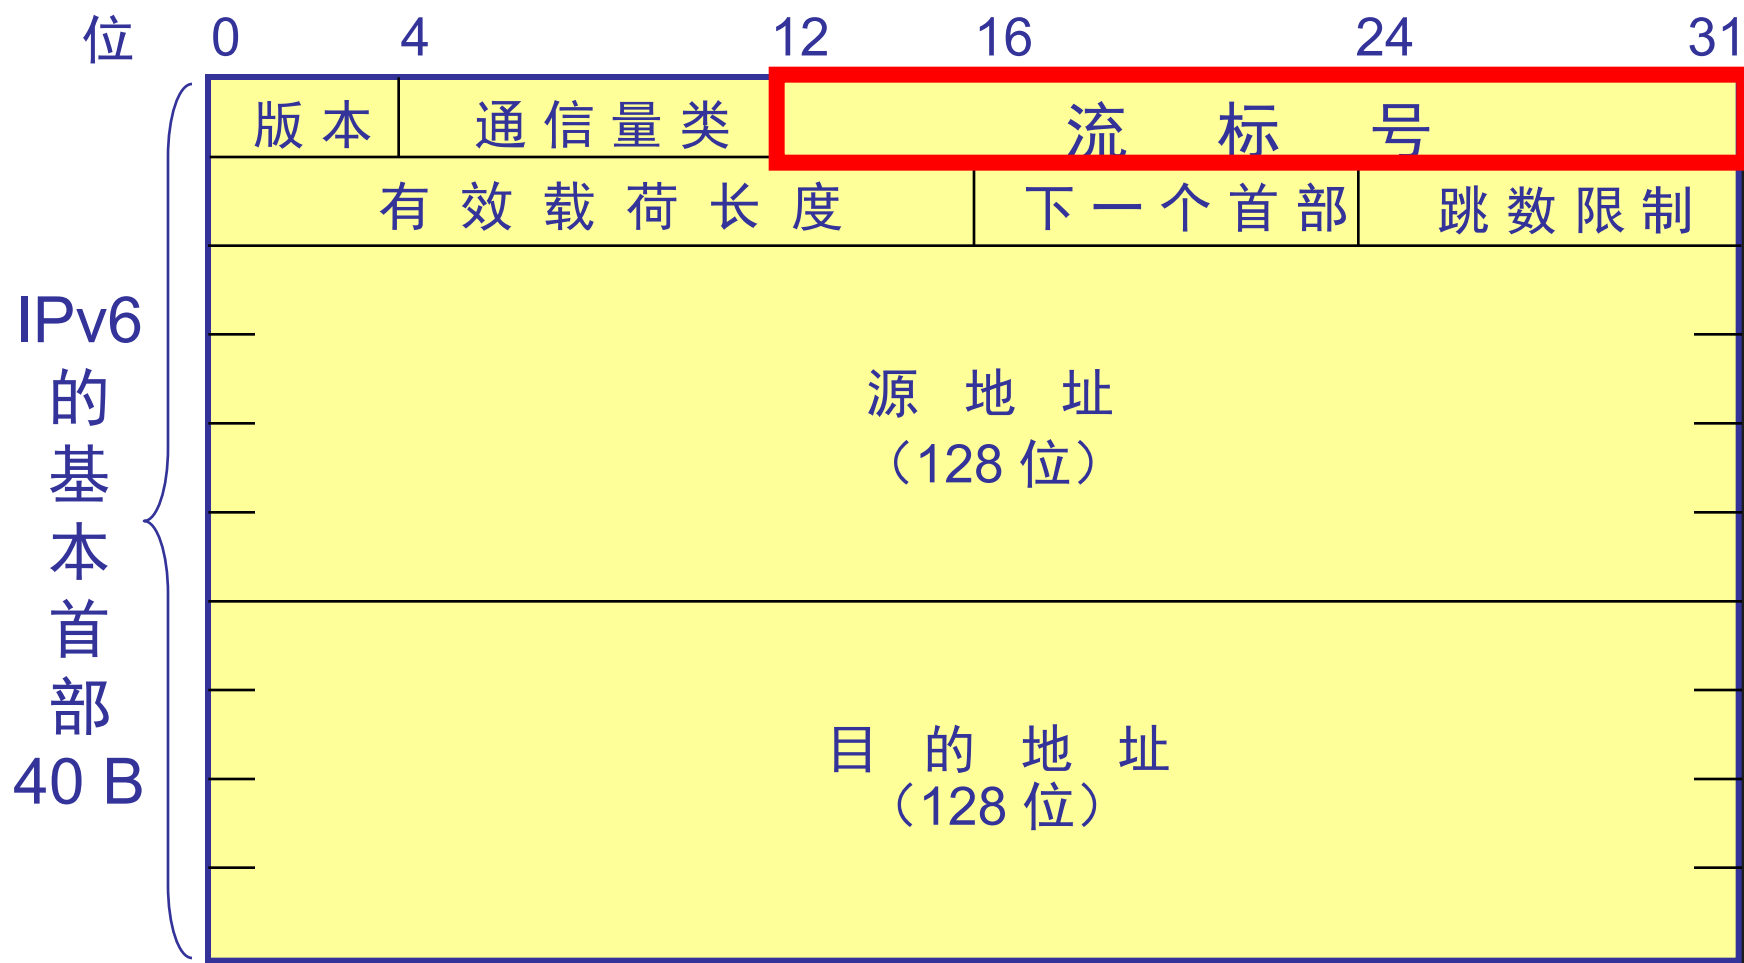 位 0 4 12 16 24 31
版本 通信量类 流标号
有效载荷长度 下一个首部 跳数限制
IPv6
的
基
本
首
部
40 B
源地址
（128 位）
目的地址
（128 位）